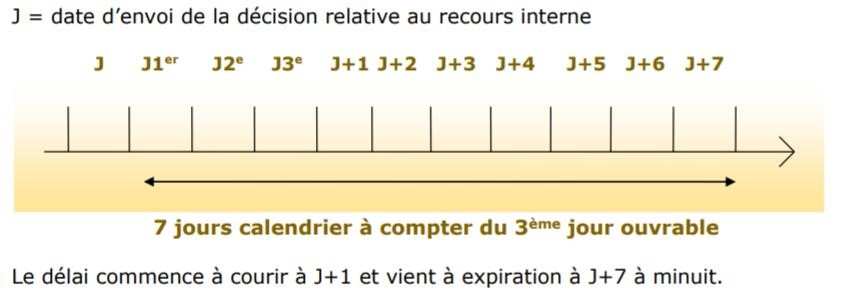 J = date d’envoi de la décision relative au recours interne
J J1er J2e J3e J+1 J+2 J+3 J+4 J+5 J+6 J+7
7 jours calendrier à compter du 3ème jour ouvrable
Le délai commence à courir à J+1 et vient à expiration à J+7 à minuit.